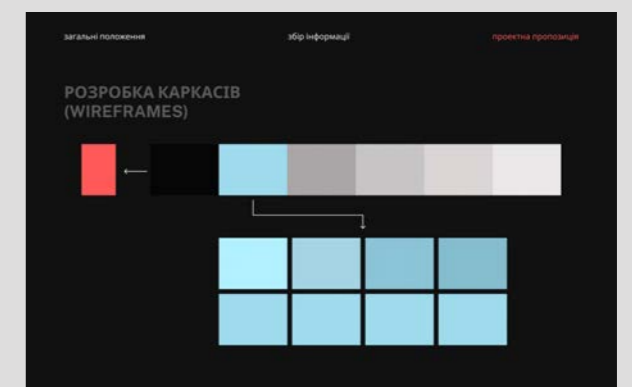 загальні положення
збір інформації
проектна пропозиція
РОЗРОБКА КАРКАСІВ
(WIREFRAMES)